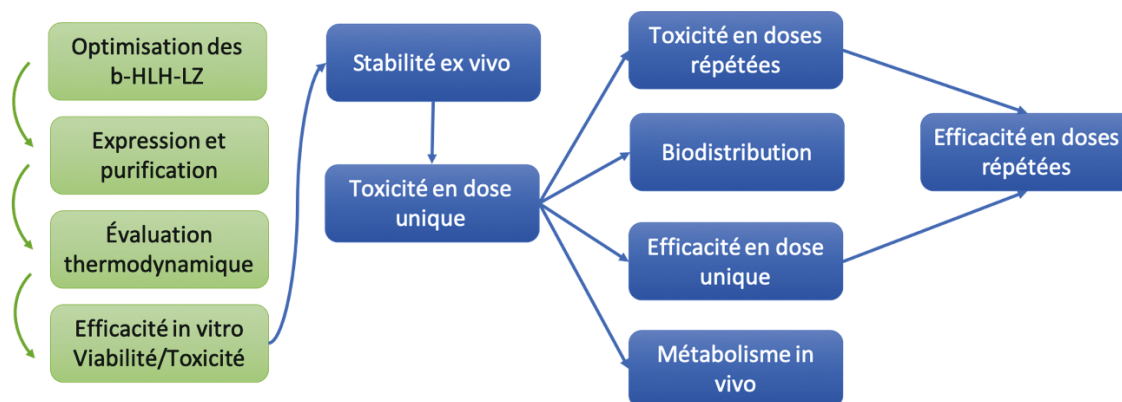 Optimisation des
b-HLH-LZ
Expression et
purification
Évaluation
thermodynamique
Efficacité in vitro
Viabilité/Toxicité
Stabilité ex vivo
Toxicité en dose
unique
Toxicité en doses
répétées
Biodistribution
Efficacité en dose
unique
Métabolisme in
vivo
Efficacité en doses
répétées